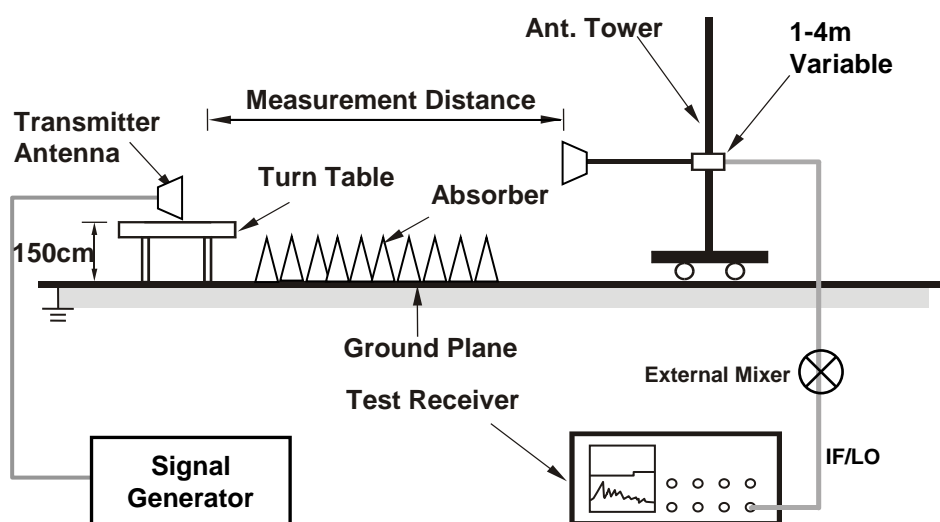 Ant. Tower
1-4m
Variable
Measurement Distance
Transmitter
Antenna
Turn Table
Absorber
150cm
Ground Plane
External Mixer
Test Receiver
Signal
Generator
IF/LO